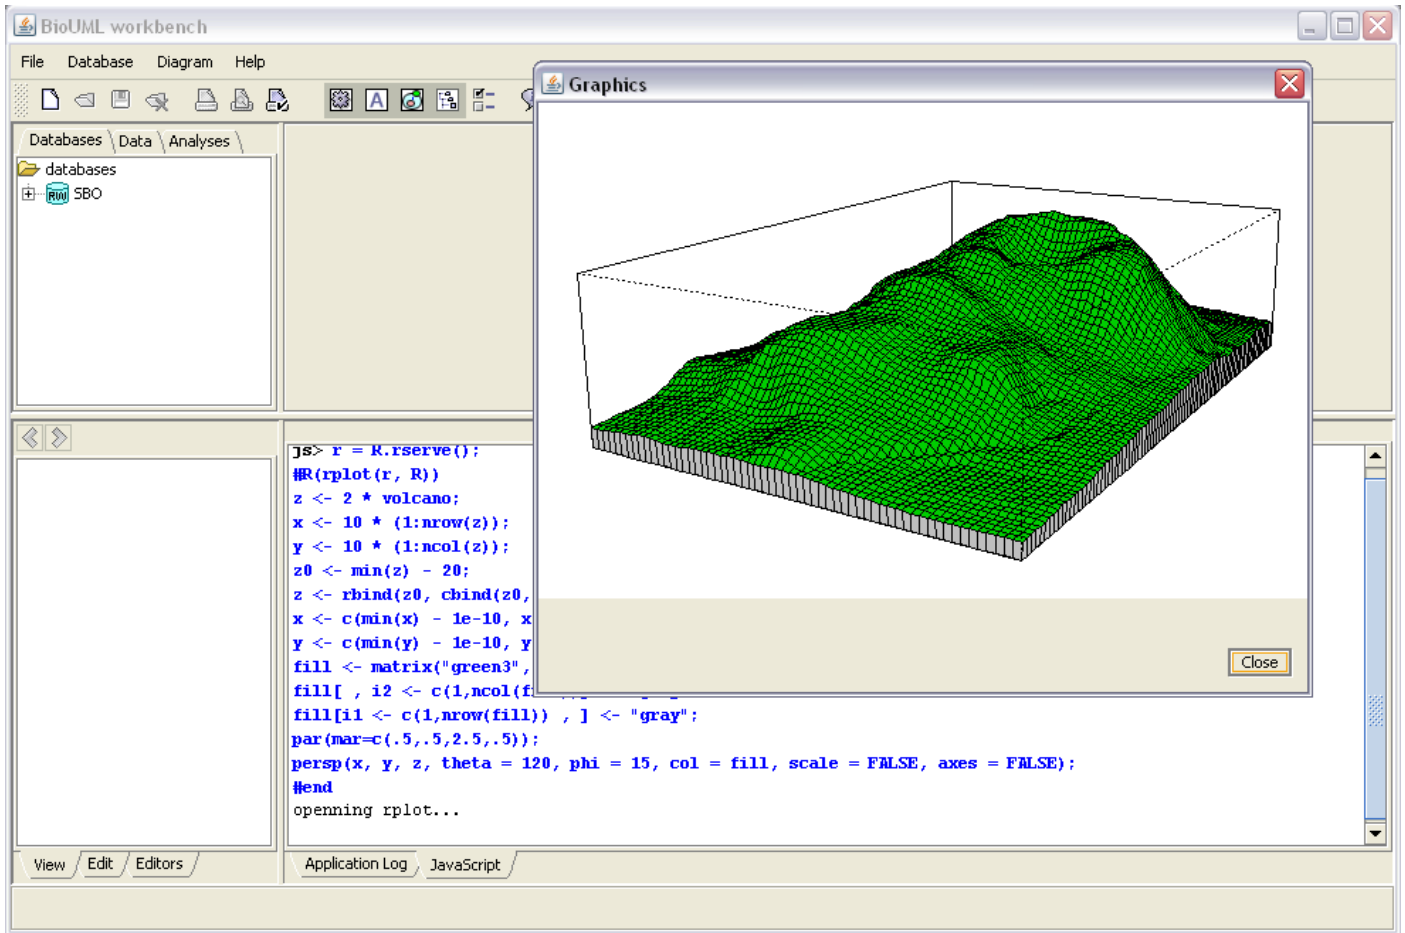 BioUML workbench
File Database Diagram Help
Graphics
A
Databases Data Analyses
databases
RW SBO
js> r = R.rserve();
#R(rplot(r, R))
z <- 2 * volcano;
x <- 10 * (1:nrow(z));
y <- 10 * (1:ncol(z));
z0 <- min(z) - 20;
z <- rbind(z0, cbind(z0,
x <- c(min(x) - 1e-10, x
y <- c(min(y) - 1e-10, y
fill <- matrix("green3",
fill[ , i2 <- c(1,ncol(f
fill[i1 <- c(1,nrow(fill)) , ] <- "gray";
par(mar=c(.5,.5,2.5,.5));
persp(x, y, z, theta = 120, phi = 15, col = fill, scale = FALSE, axes = FALSE);
#end
openning rplot...
Close
View Edit Editors
Application Log JavaScript